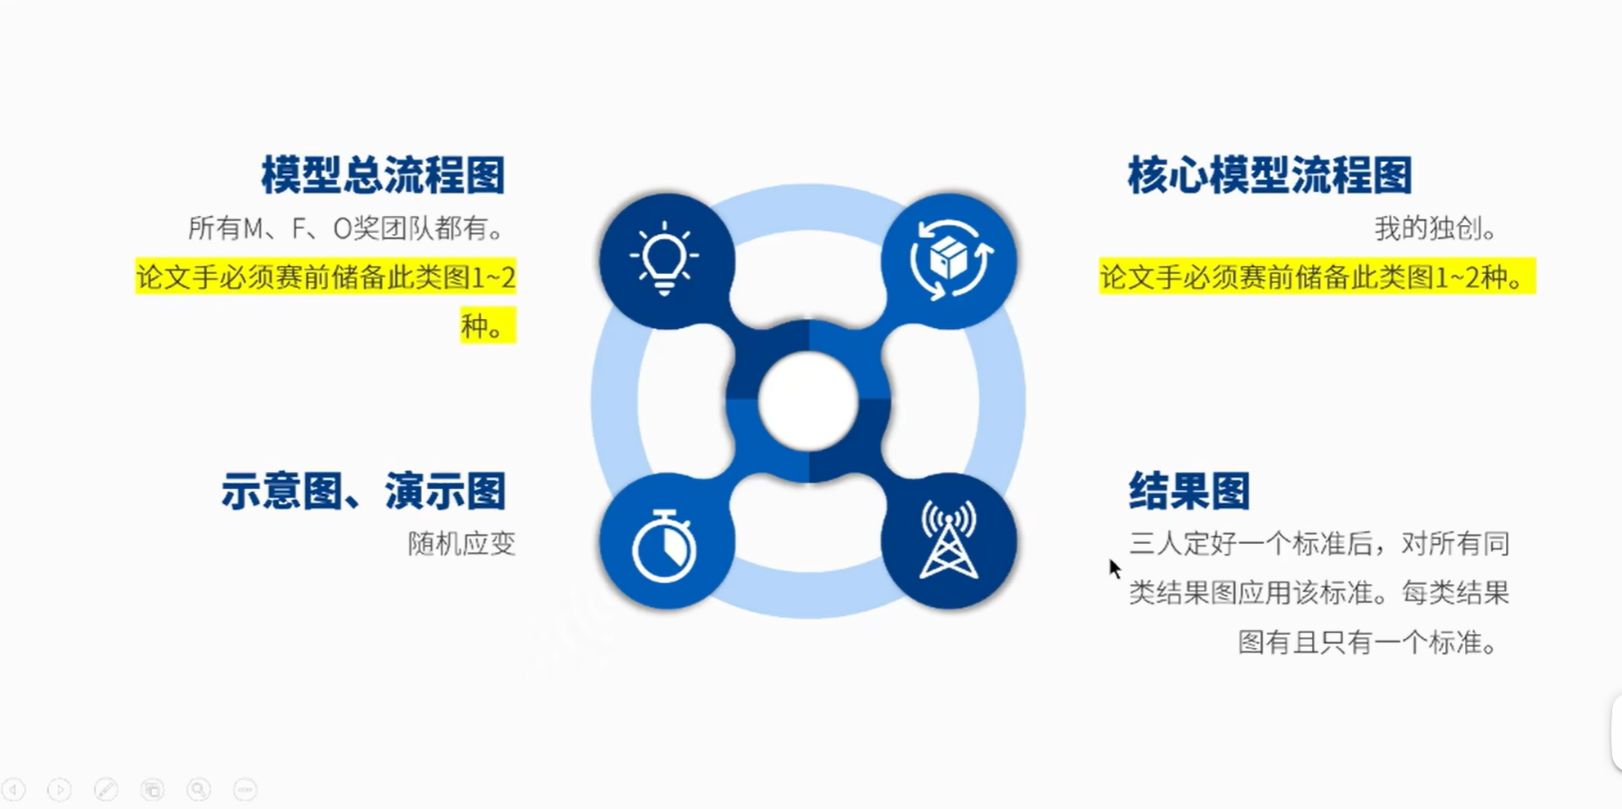 模型总流程图
所有M、F、O奖团队都有。
论文手必须赛前储备此类图1~2
种。
核心模型流程图
我的独创。
论文手必须赛前储备此类图1~2种。
示意图、演示图
随机应变
结果图
三人定好一个标准后，对所有同
类结果图应用该标准。每类结果
图有且只有一个标准。